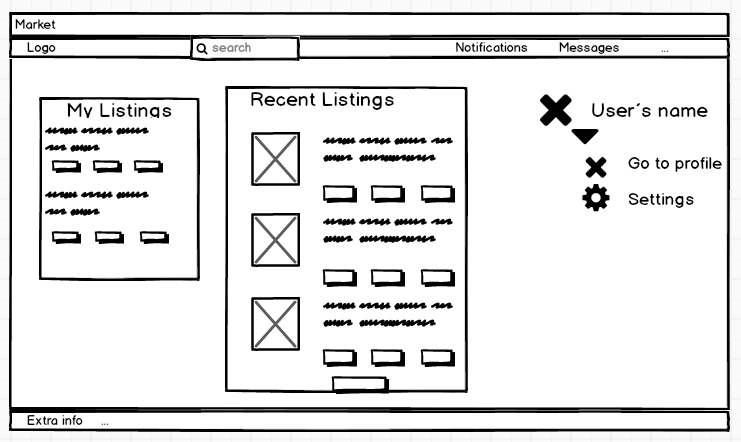 Market
Logo
search
Notifications
Messages
...
My Listings
Recent Listings
User's name
Go to profile
Settings
Extra info ...